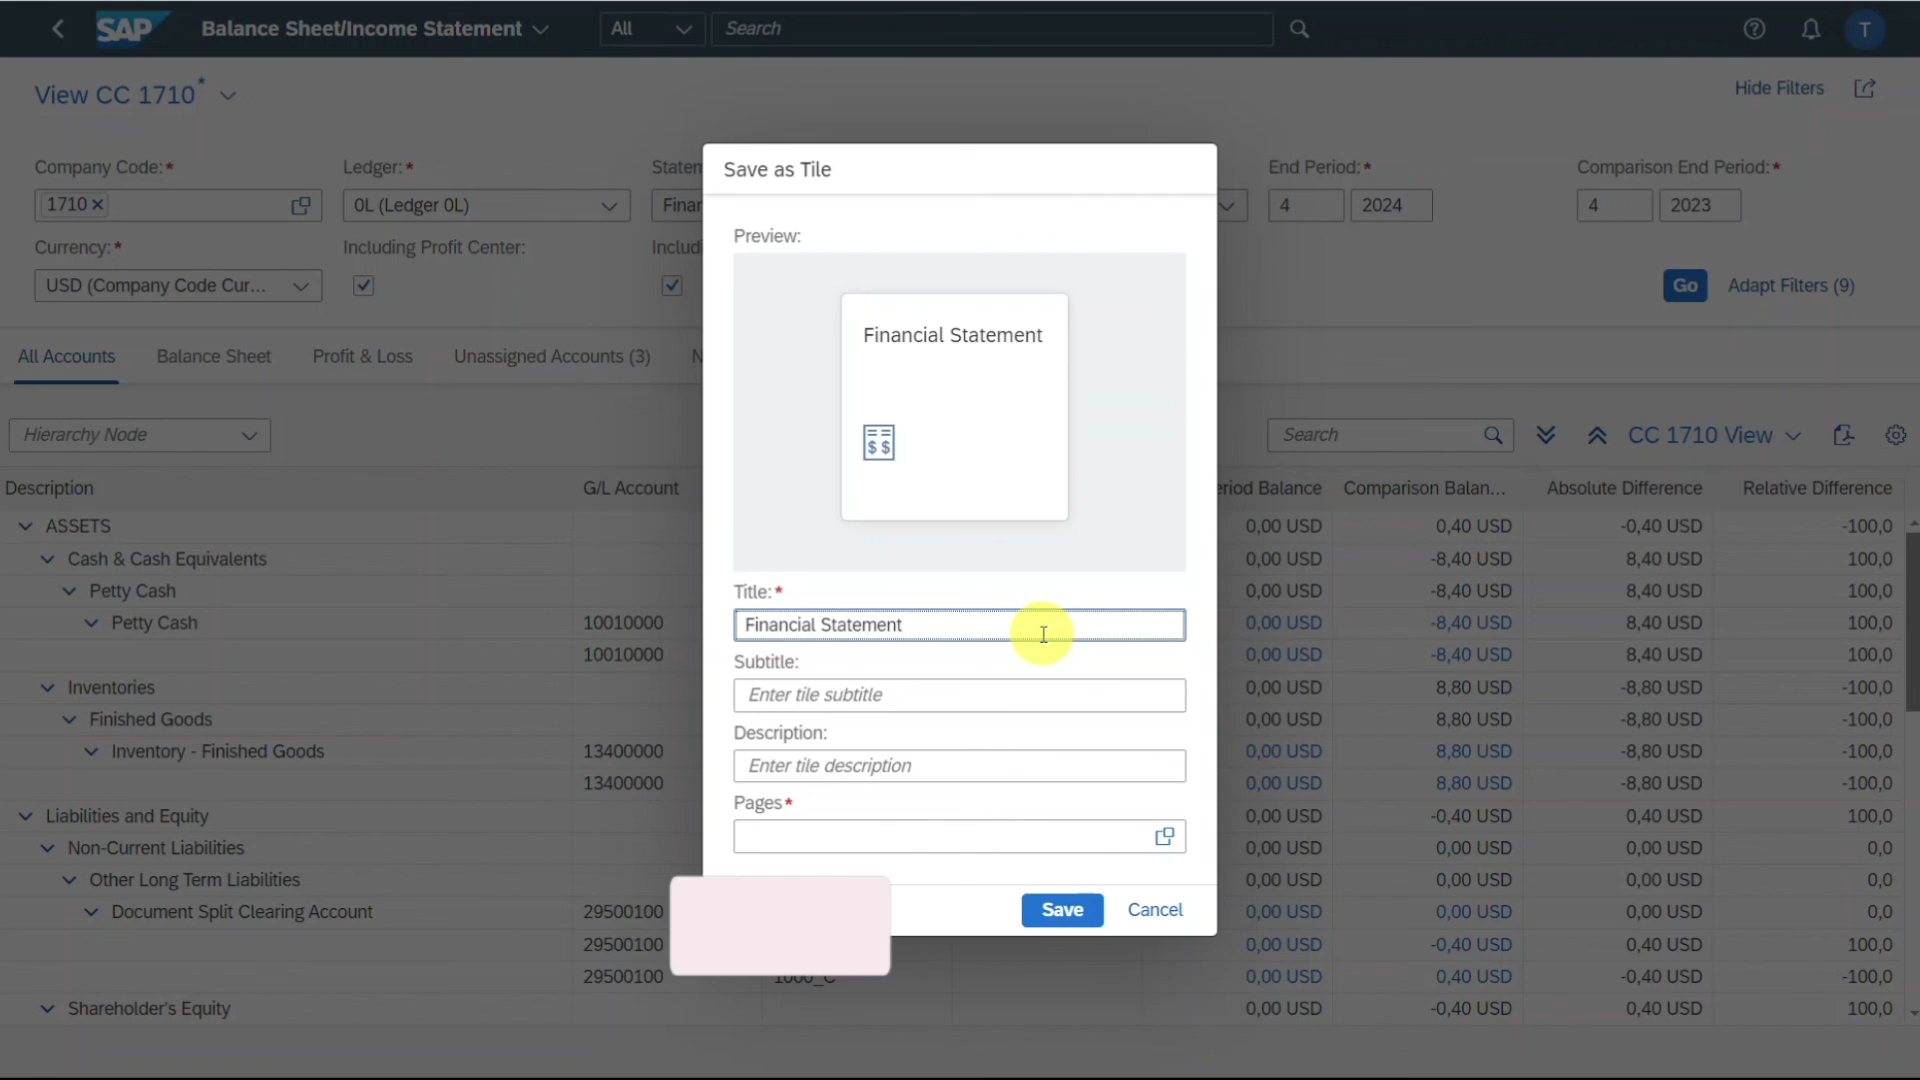 SAP Balance Sheet/Income Statement All Search T
View CC 1710* Hide Filters
Company Code:* Ledger:* End Period:* Comparison End Period:*
1710 0L (Ledger 0L) 4 2024 4 2023
Currency:* Including Profit Center:
USD (Company Code Cur... Go Adapt Filters (9)
All Accounts Balance Sheet Profit & Loss Unassigned Accounts (3)
Hierarchy Node Search CC 1710 View
Save as Tile
Preview:
Financial Statement
$ $
Title:*
Financial Statement
Subtitle:
Enter tile subtitle
Description:
Enter tile description
Pages*
Save Cancel
Description G/L Account Balance Comparison Balan... Absolute Difference Relative Difference
ASSETS 0,00 USD 0,40 USD -0,40 USD -100,0
Cash & Cash Equivalents 0,00 USD -8,40 USD 8,40 USD 100,0
Petty Cash 0,00 USD -8,40 USD 8,40 USD 100,0
Petty Cash 10010000 0,00 USD -8,40 USD 8,40 USD 100,0
10010000 0,00 USD -8,40 USD 8,40 USD 100,0
Inventories 0,00 USD 8,80 USD -8,80 USD -100,0
Finished Goods 0,00 USD 8,80 USD -8,80 USD -100,0
Inventory - Finished Goods 13400000 0,00 USD 8,80 USD -8,80 USD -100,0
13400000 0,00 USD 8,80 USD -8,80 USD -100,0
Liabilities and Equity 0,00 USD -0,40 USD 0,40 USD 100,0
Non-Current Liabilities 0,00 USD 0,00 USD 0,00 USD 0,0
Other Long Term Liabilities 0,00 USD 0,00 USD 0,00 USD 0,0
Document Split Clearing Account 29500100 0,00 USD 0,00 USD 0,00 USD 0,0
29500100 0,00 USD -0,40 USD 0,40 USD 100,0
29500100 1000_C 0,00 USD 0,40 USD -0,40 USD -100,0
Shareholder's Equity 0,00 USD -0,40 USD 0,40 USD 100,0